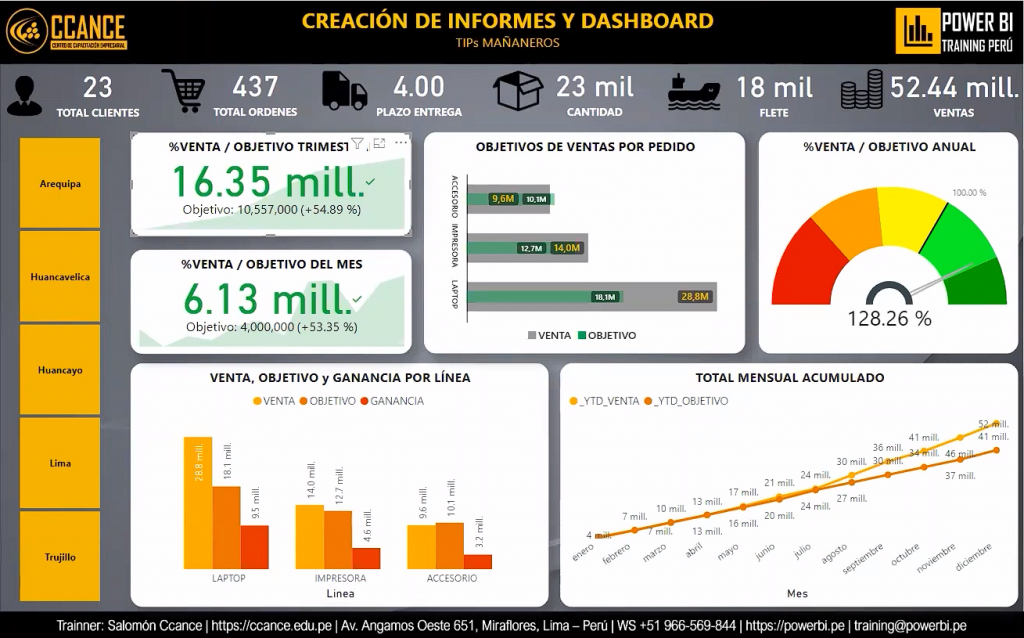 CCANCE
CENTRO DE CAPACITACIÓN EMPRESARIAL
CREACIÓN DE INFORMES Y DASHBOARD
TIPs MAÑANEROS
POWER BI
TRAINING PERÚ
23
TOTAL CLIENTES
437
TOTAL ORDENES
4.00
PLAZO ENTREGA
23 mil
CANTIDAD
18 mil
FLETE
52.44 mill.
VENTAS
Arequipa
Huancavelica
Huancayo
Lima
Trujillo
%VENTA / OBJETIVO TRIMEST
16.35 mill.
Objetivo: 10,557,000 (+54.89 %)
%VENTA / OBJETIVO DEL MES
6.13 mill.
Objetivo: 4,000,000 (+53.35 %)
OBJETIVOS DE VENTAS POR PEDIDO
ACCESORIO
9,6M 10,1M
IMPRESORA
12,7M 14,0M
LAPTOP
18,1M 28,8M
VENTA OBJETIVO
%VENTA / OBJETIVO ANUAL
100.00 %
128.26 %
VENTA, OBJETIVO y GANANCIA POR LÍNEA
VENTA OBJETIVO GANANCIA
28.8 mill.
18.1 mill.
9.5 mill.
14.0 mill.
12.7 mill.
4.6 mill.
9.6 mill.
10.1 mill.
3.2 mill.
LAPTOP IMPRESORA ACCESORIO
Linea
TOTAL MENSUAL ACUMULADO
_YTD_VENTA _YTD_OBJETIVO
4 mill.
7 mill.
7 mill.
10 mill.
13 mill.
13 mill.
17 mill.
16 mill.
21 mill.
20 mill.
24 mill.
24 mill.
30 mill.
27 mill.
36 mill.
30 mill.
41 mill.
34 mill.
46 mill.
37 mill.
52 mill.
41 mill.
enero febrero marzo abril mayo junio julio agosto septiembre octubre noviembre diciembre
Mes
Trainner: Salomón Ccance | https://ccance.edu.pe | Av. Angamos Oeste 651, Miraflores, Lima – Perú | WS +51 966-569-844 | https://powerbi.pe | training@powerbi.pe